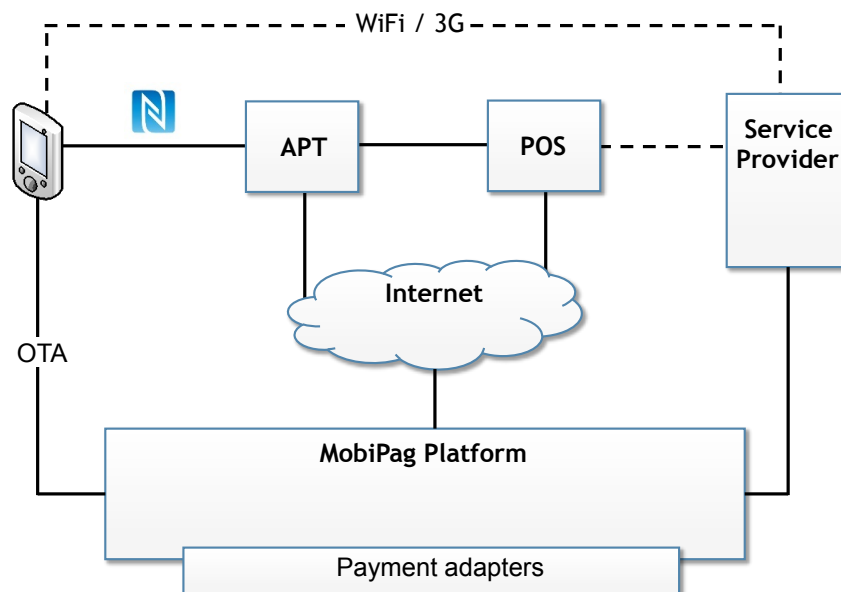 WiFi / 3G
APT
POS
Service
Provider
Internet
OTA
MobiPag Platform
Payment adapters